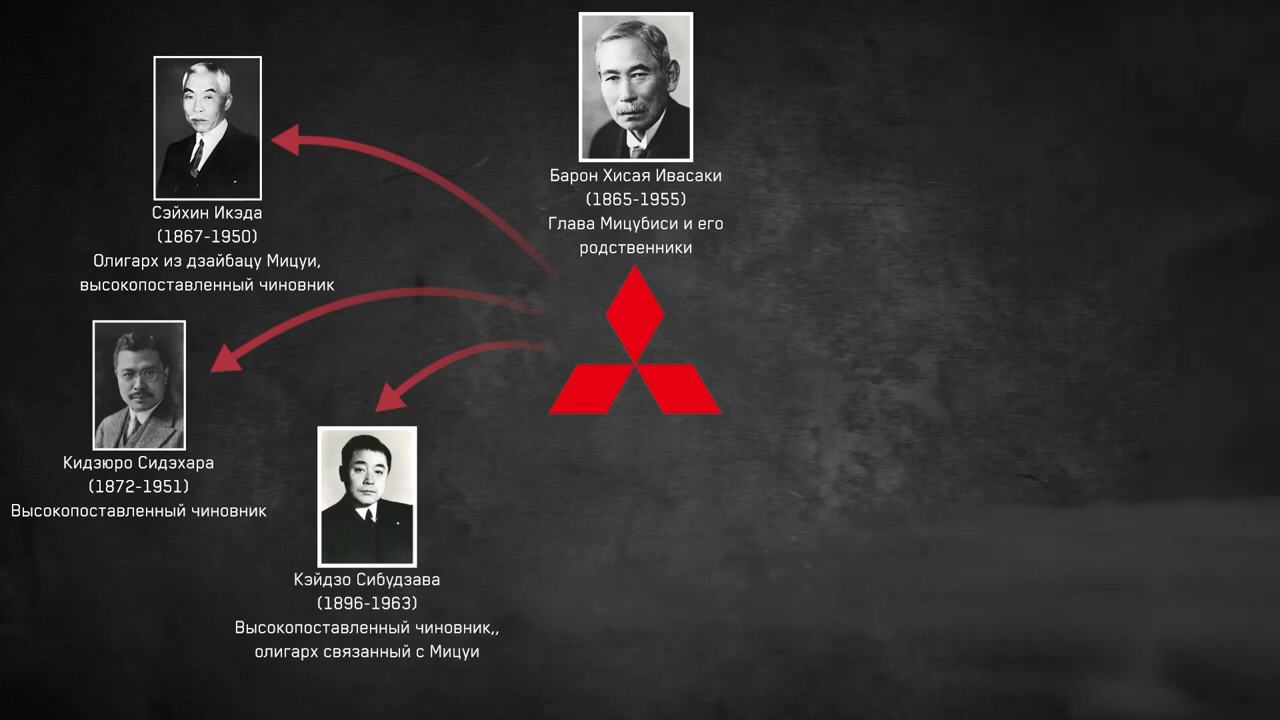 Барон Хисая Ивасаки
(1865-1955)
Глава Мицубиси и его
родственники
Сэйхин Икэда
(1867-1950)
Олигарх из дзайбацу Мицуи,
высокопоставленный чиновник
Кидзюро Сидэхара
(1872-1951)
Высокопоставленный чиновник
Кэйдзо Сибудзава
(1896-1963)
Высокопоставленный чиновник,,
олигарх связанный с Мицуи